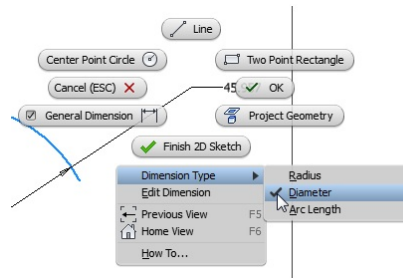 Line
Center Point Circle
Two Point Rectangle
Cancel (ESC)
45
OK
General Dimension
Project Geometry
Finish 2D Sketch
Dimension Type
Radius
Edit Dimension
Diameter
Arc Length
Previous View F5
Home View F6
How To...